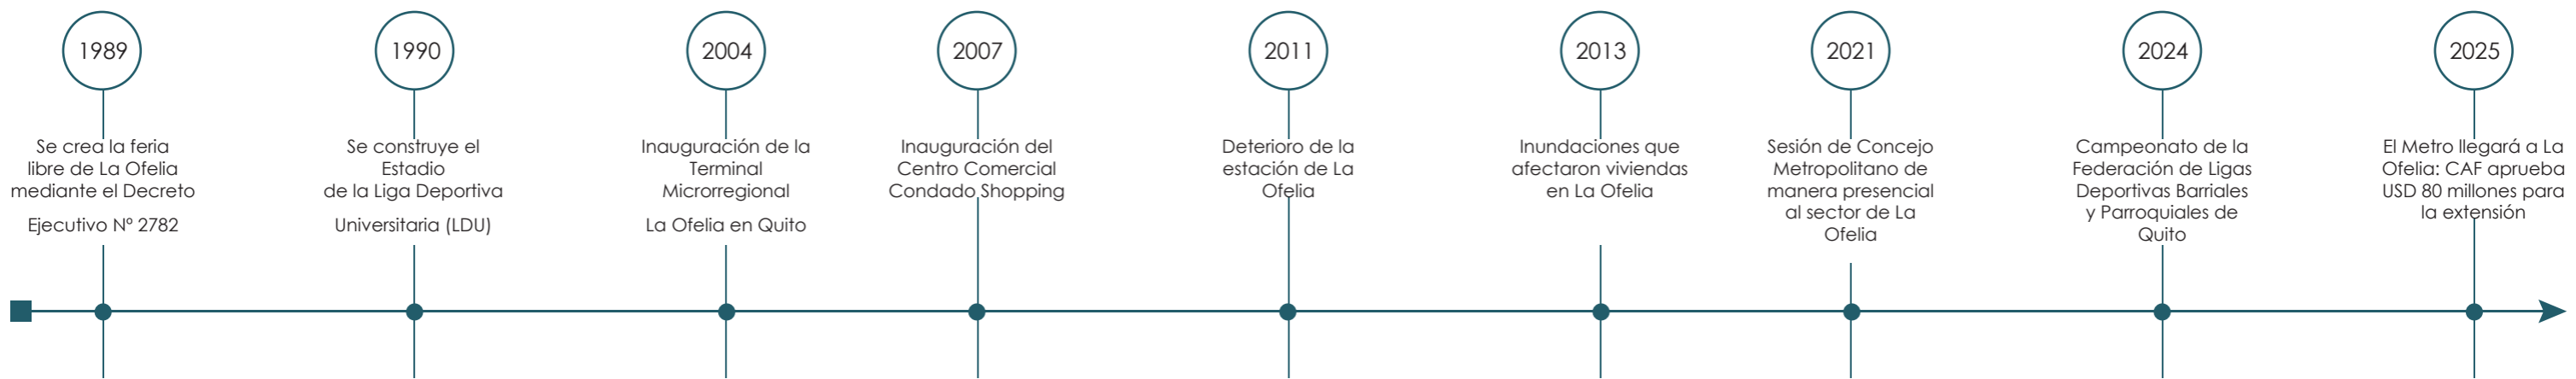 1989
Se crea la feria
libre de La Ofelia
mediante el Decreto
Ejecutivo Nº 2782
1990
Se construye el
Estadio
de la Liga Deportiva
Universitaria (LDU)
2004
Inauguración de la
Terminal
Microrregional
La Ofelia en Quito
2007
Inauguración del
Centro Comercial
Condado Shopping
2011
Deterioro de la
estación de La
Ofelia
2013
Inundaciones que
afectaron viviendas
en La Ofelia
2021
Sesión de Concejo
Metropolitano de
manera presencial
al sector de La
Ofelia
2024
Campeonato de la
Federación de Ligas
Deportivas Barriales
y Parroquiales de
Quito
2025
El Metro llegará a La
Ofelia: CAF aprueba
USD 80 millones para
la extensión